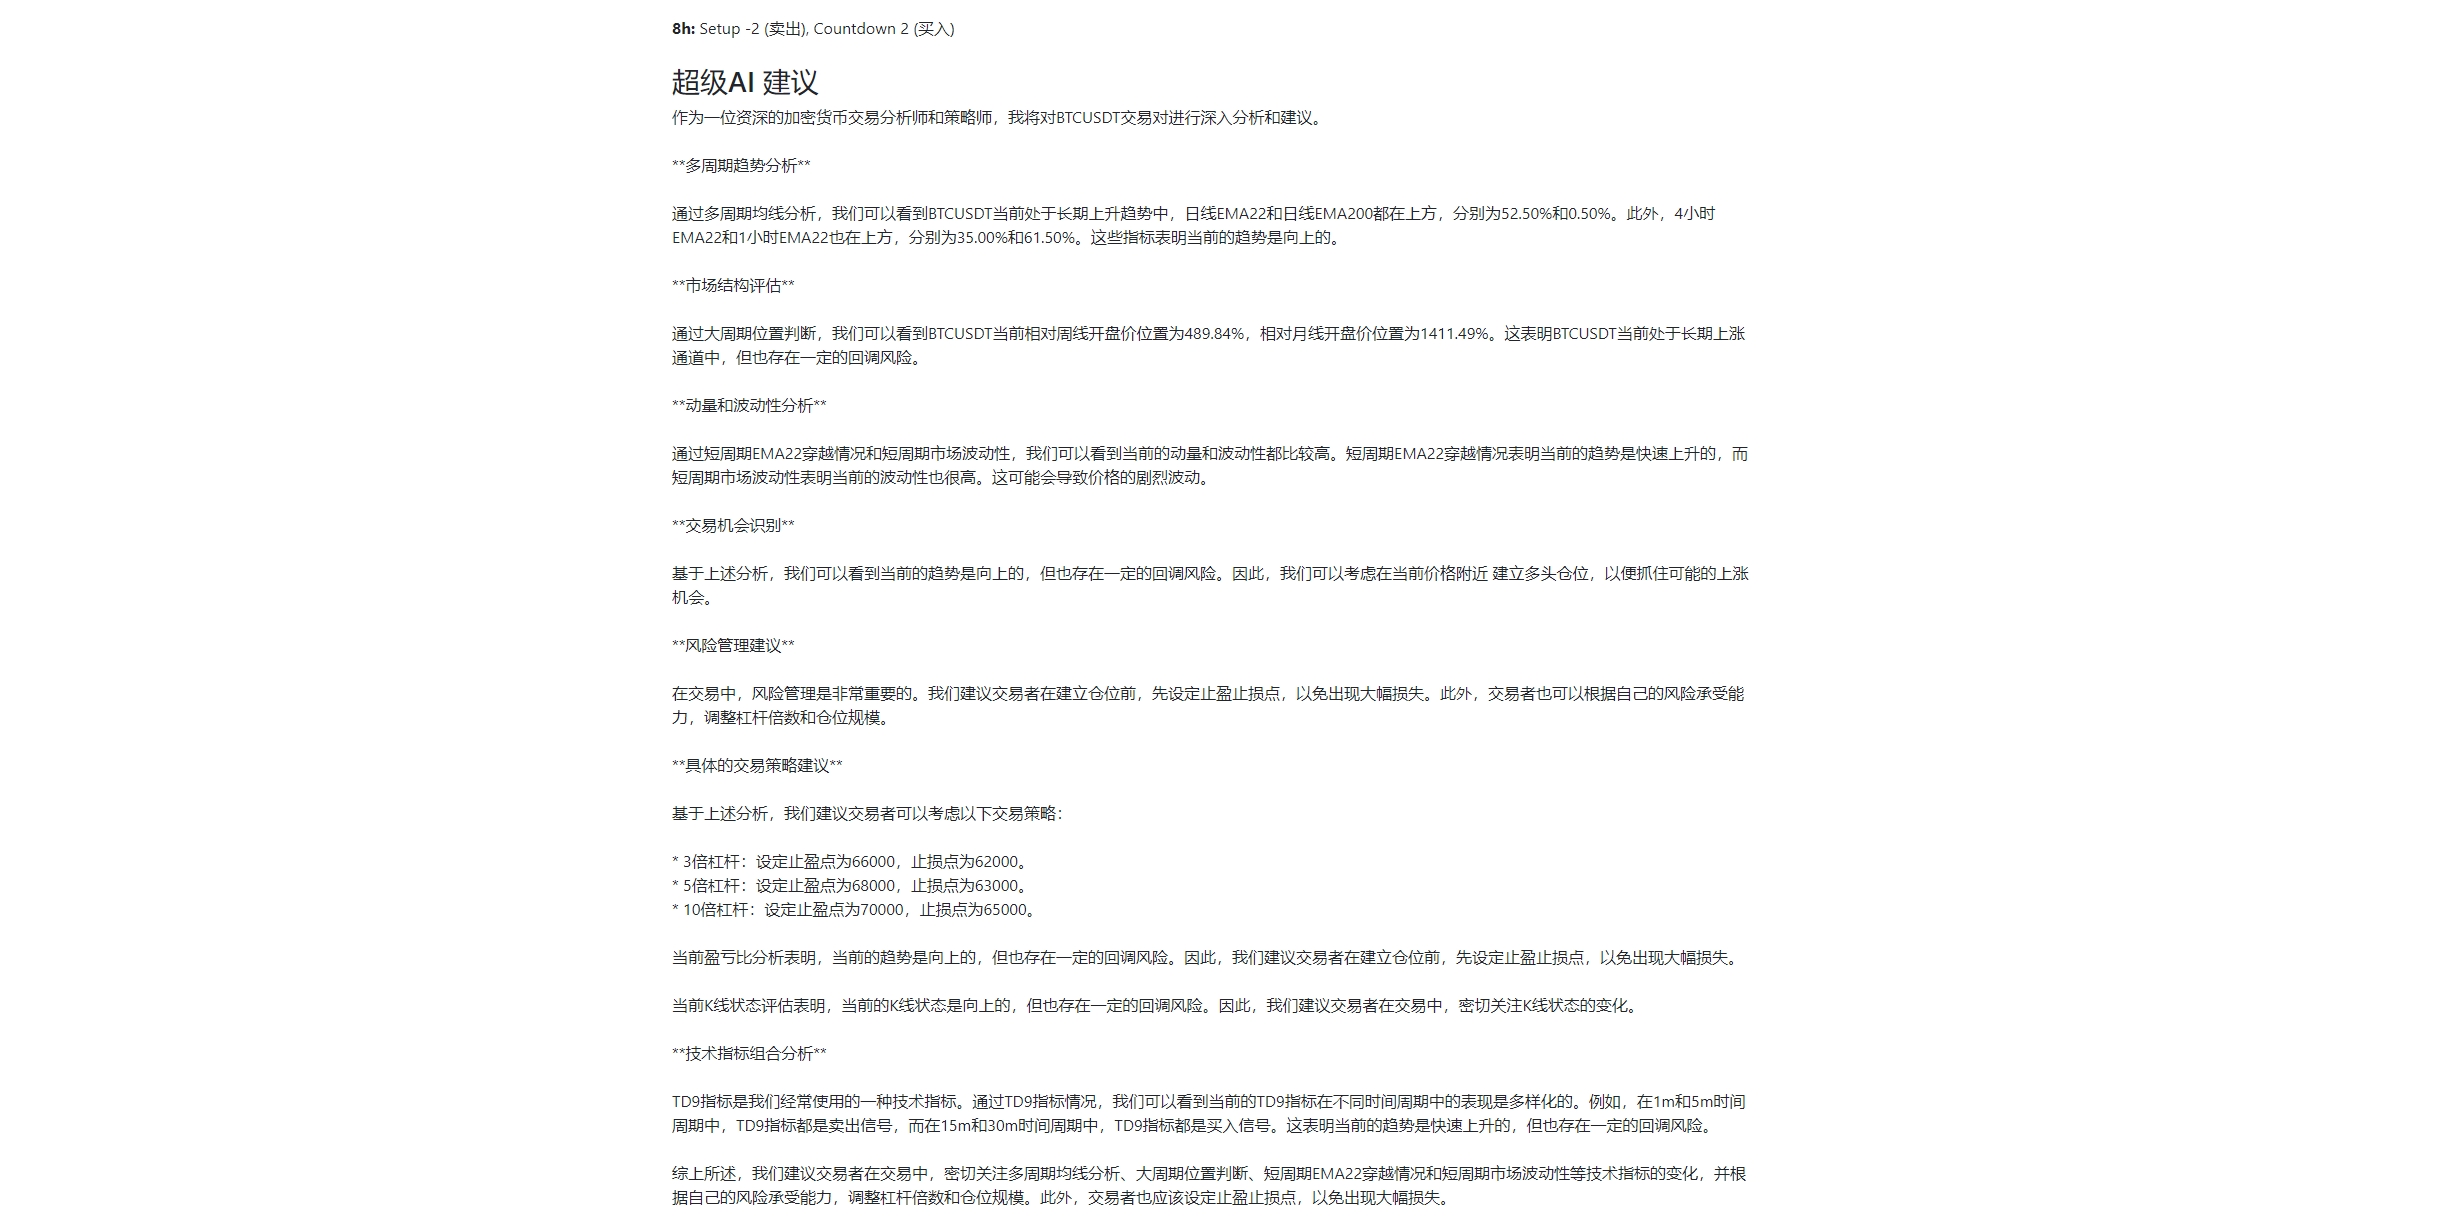 8h: Setup -2 (卖出), Countdown 2 (买入)
超级AI 建议
作为一位资深的加密货币交易分析师和策略师，我将对BTCUSDT交易对进行深入分析和建议。
**多周期趋势分析**
通过多周期均线分析，我们可以看到BTCUSDT当前处于长期上升趋势中，日线EMA22和日线EMA200都在上方，分别为52.50%和0.50%。此外，4小时
EMA22和1小时EMA22也在上方，分别为35.00%和61.50%。这些指标表明当前的趋势是向上的。
**市场结构评估**
通过大周期位置判断，我们可以看到BTCUSDT当前相对周线开盘价位置为489.84%，相对月线开盘价位置为1411.49%。这表明BTCUSDT当前处于长期上涨
通道中，但也存在一定的回调风险。
**动量和波动性分析**
通过短周期EMA22穿越情况和短周期市场波动性，我们可以看到当前的动量和波动性都比较高。短周期EMA22穿越情况表明当前的趋势是快速上升的，而
短周期市场波动性表明当前的波动性也很高。这可能会导致价格的剧烈波动。
**交易机会识别**
基于上述分析，我们可以看到当前的趋势是向上的，但也存在一定的回调风险。因此，我们可以考虑在当前价格附近 建立多头仓位，以便抓住可能的上涨
机会。
**风险管理建议**
在交易中，风险管理是非常重要的。我们建议交易者在建立仓位前，先设定止盈止损点，以免出现大幅损失。此外，交易者也可以根据自己的风险承受能
力，调整杠杆倍数和仓位规模。
**具体的交易策略建议**
基于上述分析，我们建议交易者可以考虑以下交易策略：
* 3倍杠杆：设定止盈点为66000，止损点为62000。
* 5倍杠杆：设定止盈点为68000，止损点为63000。
* 10倍杠杆：设定止盈点为70000，止损点为65000。
当前盈亏比分析表明，当前的趋势是向上的，但也存在一定的回调风险。因此，我们建议交易者在建立仓位前，先设定止盈止损点，以免出现大幅损失。
当前K线状态评估表明，当前的K线状态是向上的，但也存在一定的回调风险。因此，我们建议交易者在交易中，密切关注K线状态的变化。
**技术指标组合分析**
TD9指标是我们经常使用的一种技术指标。通过TD9指标情况，我们可以看到当前的TD9指标在不同时间周期中的表现是多样化的。例如，在1m和5m时间
周期中，TD9指标都是卖出信号，而在15m和30m时间周期中，TD9指标都是买入信号。这表明当前的趋势是快速上升的，但也存在一定的回调风险。
综上所述，我们建议交易者在交易中，密切关注多周期均线分析、大周期位置判断、短周期EMA22穿越情况和短周期市场波动性等技术指标的变化，并根
据自己的风险承受能力，调整杠杆倍数和仓位规模。此外，交易者也应该设定止盈止损点，以免出现大幅损失。